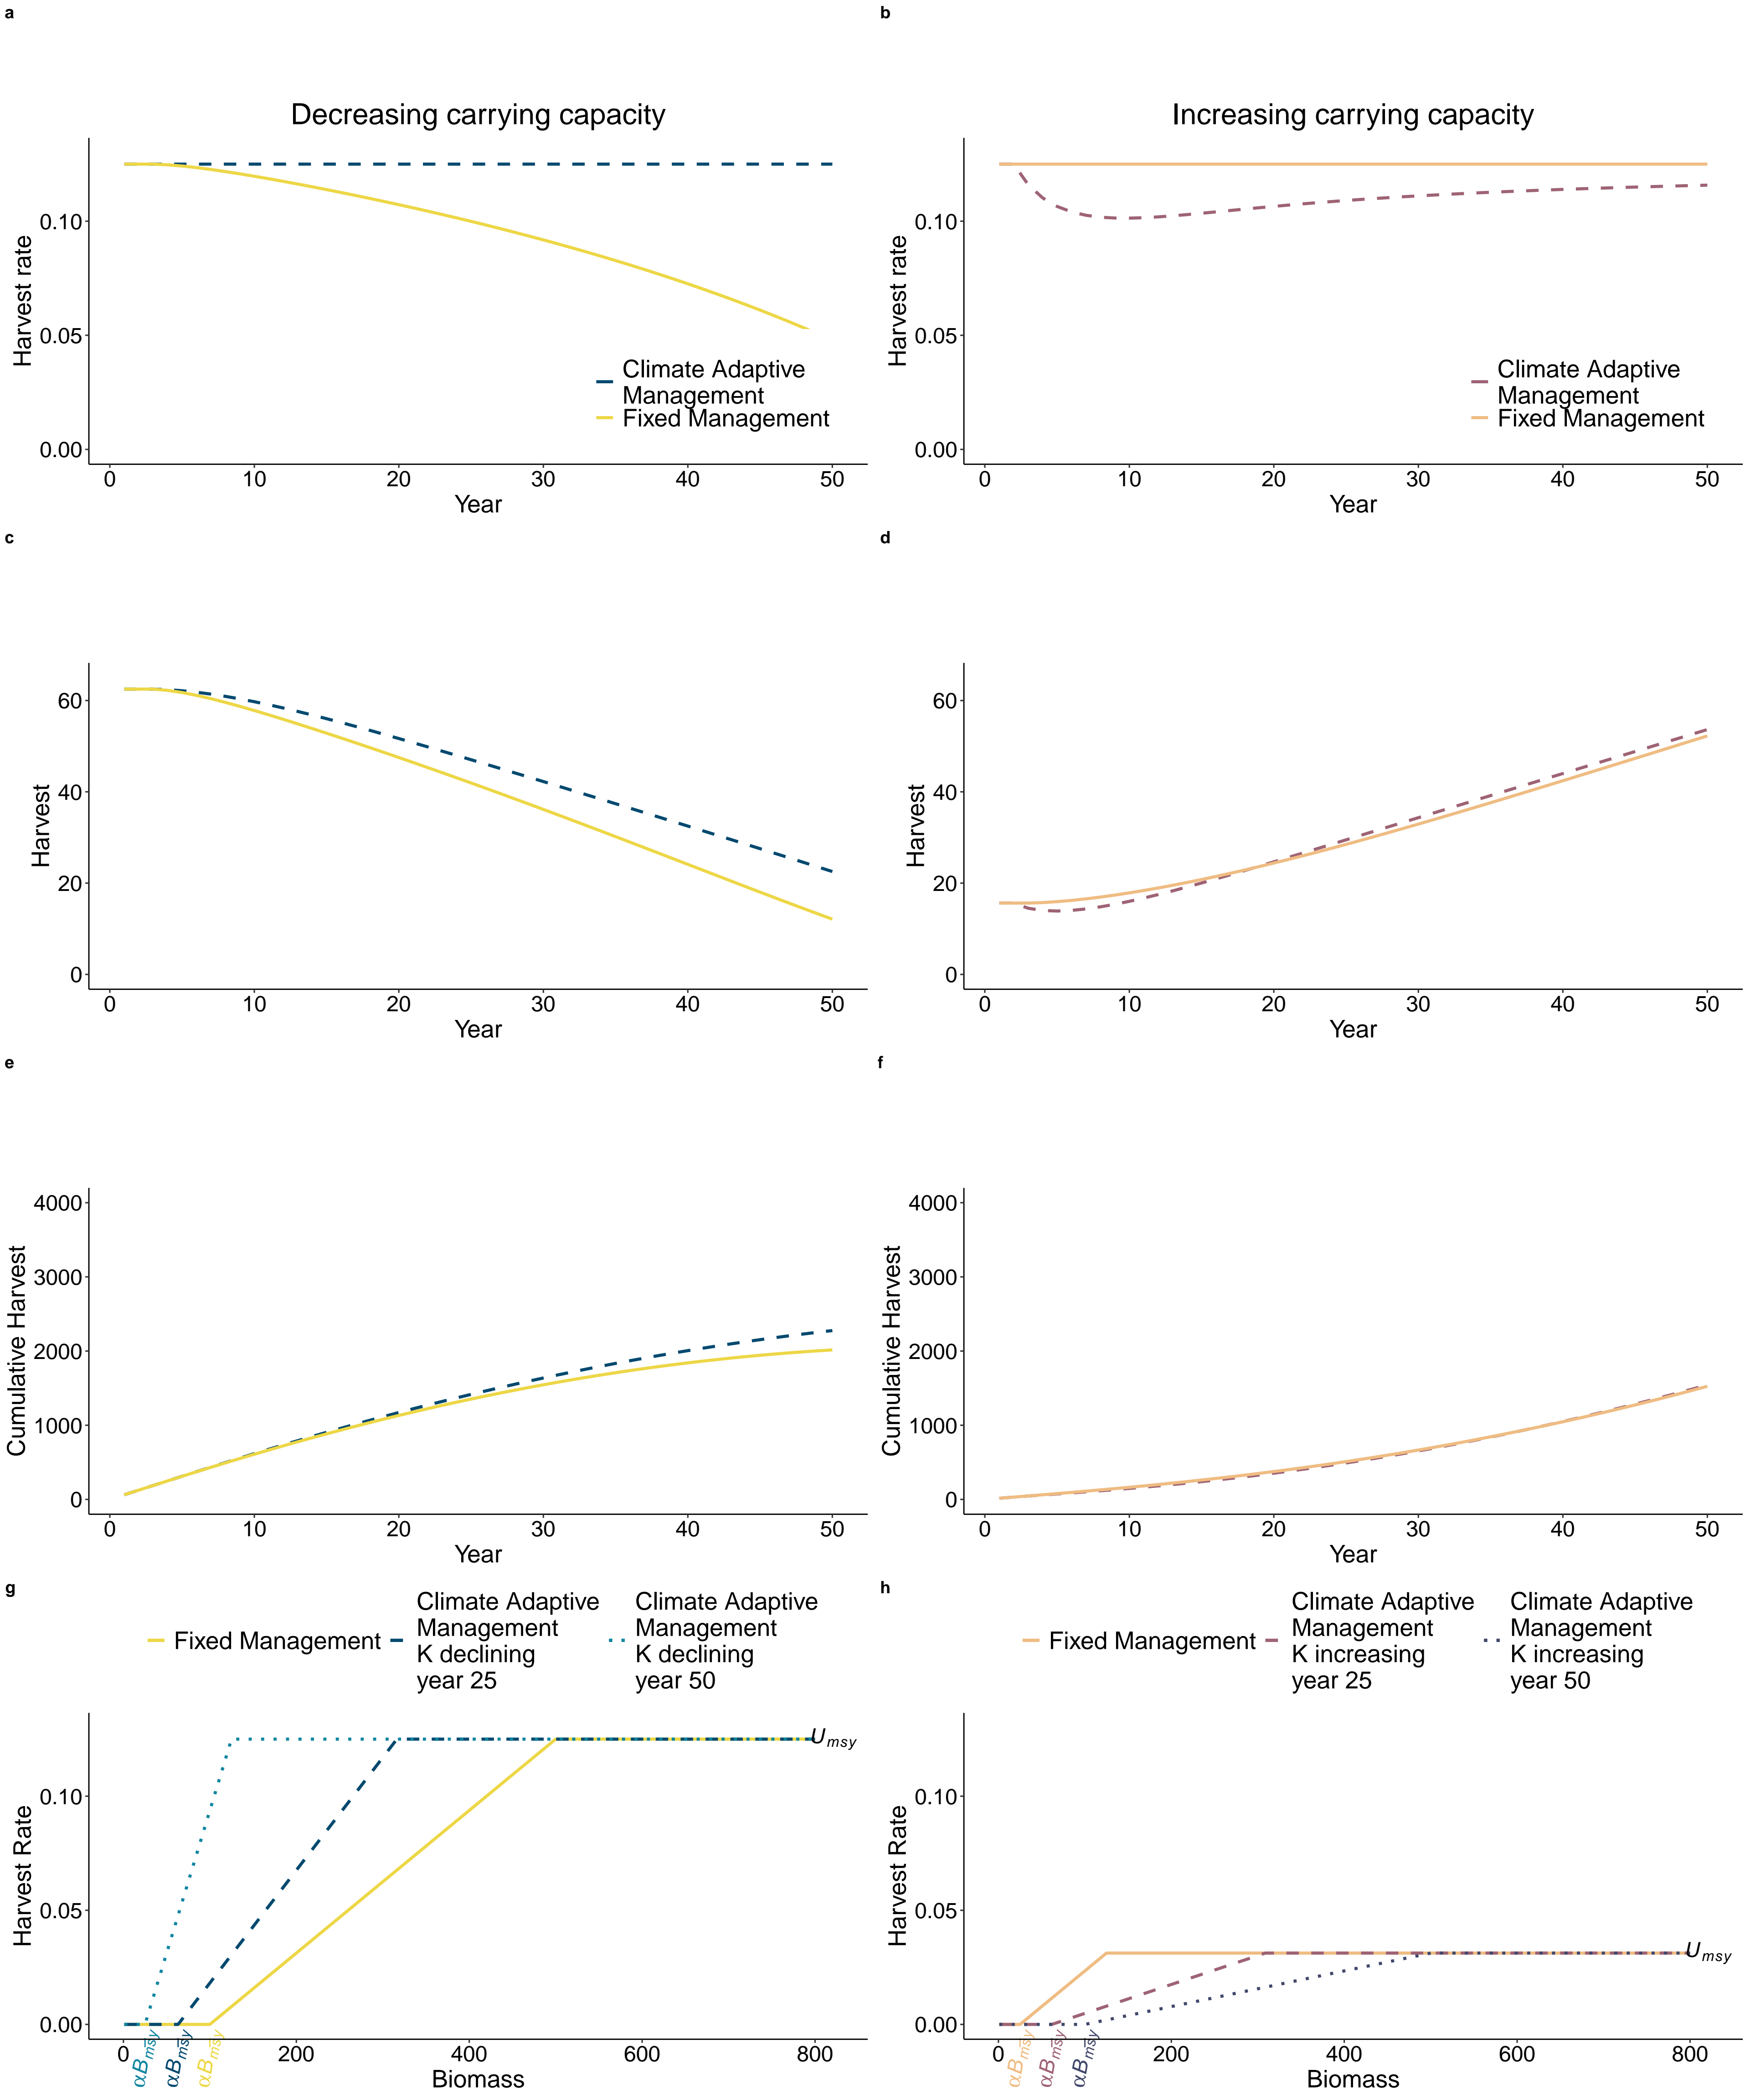 a
b
Decreasing carrying capacity
Increasing carrying capacity
Harvest rate
0.10
0.05
0.00
Climate Adaptive
Management
Fixed Management
0 10 20 30 40 50
Year
Harvest rate
0.10
0.05
0.00
Climate Adaptive
Management
Fixed Management
0 10 20 30 40 50
Year
c
d
Harvest
60
40
20
0
0 10 20 30 40 50
Year
Harvest
60
40
20
0
0 10 20 30 40 50
Year
e
f
Cumulative Harvest
4000
3000
2000
1000
0
0 10 20 30 40 50
Year
Cumulative Harvest
4000
3000
2000
1000
0
0 10 20 30 40 50
Year
g
Fixed Management
Climate Adaptive
Management
K declining
year 25
Climate Adaptive
Management
K declining
year 50
Harvest Rate
0.10
0.05
0.00
Umsy
0 200 400 600 800
αBmsy αBmsy αBmsy
Biomass
h
Fixed Management
Climate Adaptive
Management
K increasing
year 25
Climate Adaptive
Management
K increasing
year 50
Harvest Rate
0.10
0.05
0.00
Umsy
0 200 400 600 800
αBmsy αBmsy αBmsy
Biomass